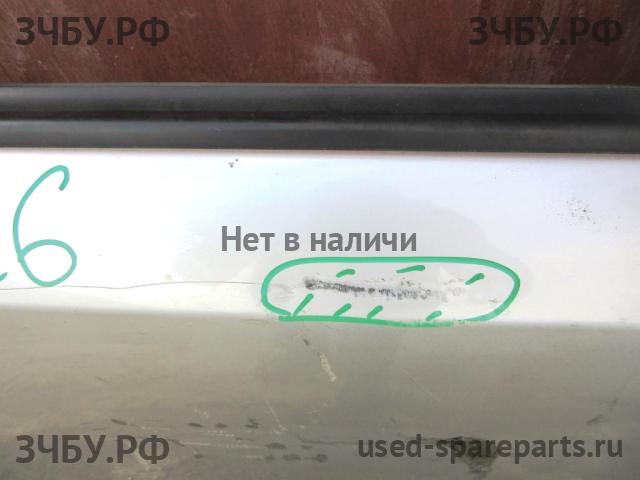 ЗЧБУ.РФ ЗЧБУ.РФ
6
Нет в наличи
ЗЧБУ.РФ used-spareparts.ru